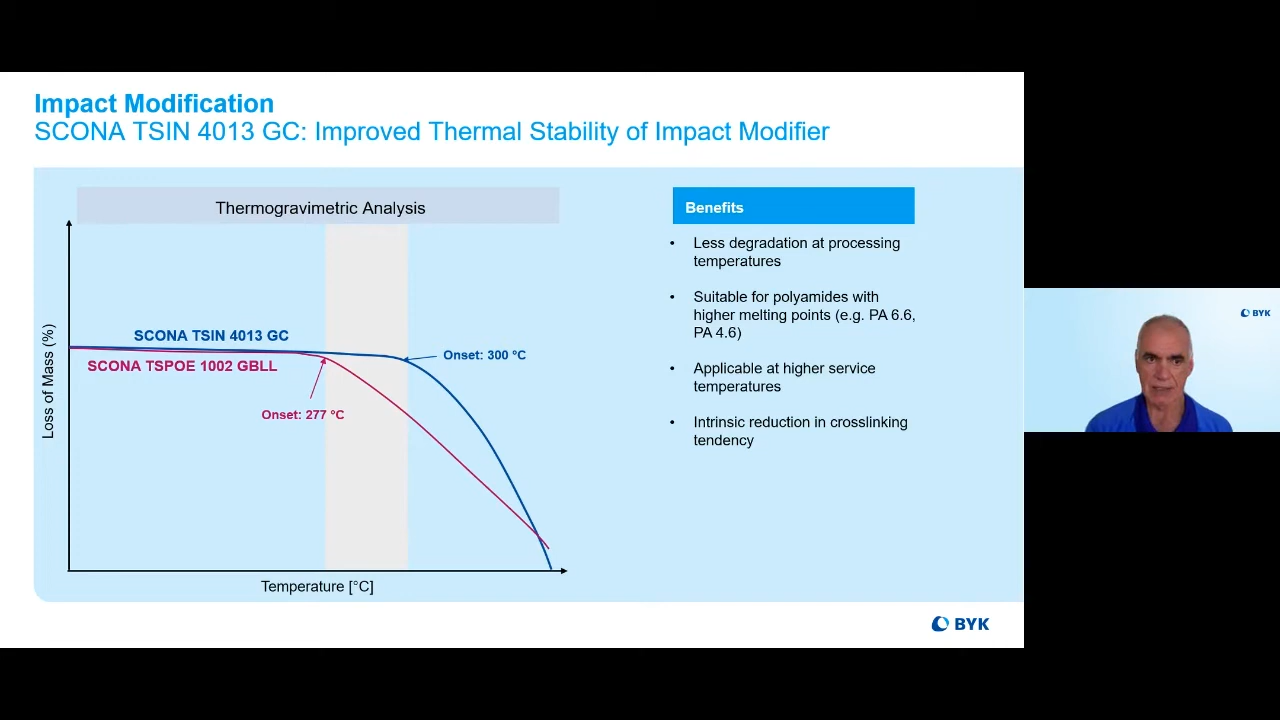 Impact Modification
SCONA TSIN 4013 GC: Improved Thermal Stability of Impact Modifier
Thermogravimetric Analysis
Loss of Mass (%)
SCONA TSIN 4013 GC
SCONA TSPOE 1002 GBLL
Onset: 300 °C
Onset: 277 °C
Temperature [°C]
Benefits
• Less degradation at processing
temperatures
• Suitable for polyamides with
higher melting points (e.g. PA 6.6,
PA 4.6)
• Applicable at higher service
temperatures
• Intrinsic reduction in crosslinking
tendency
BYK
BYK